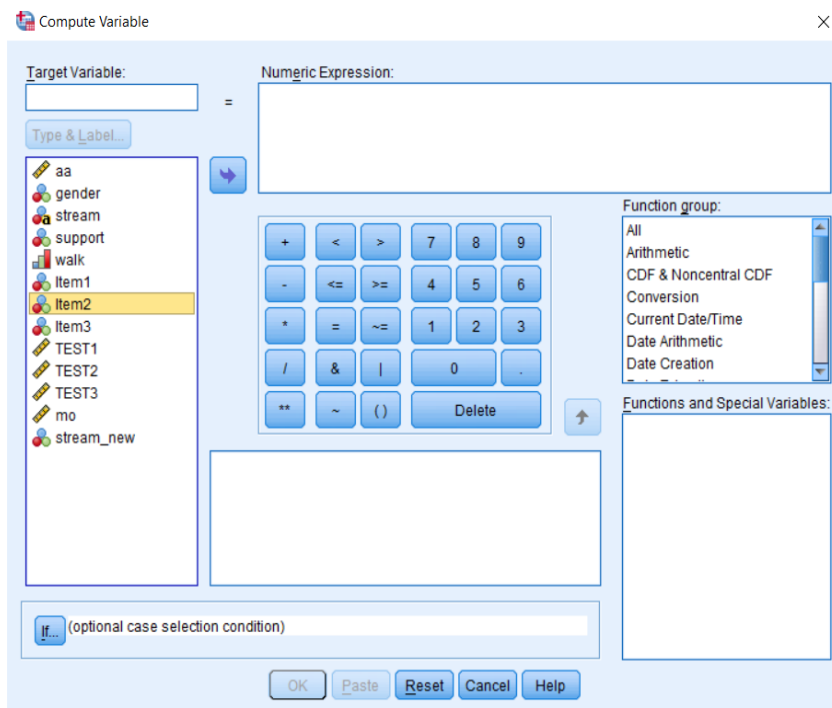 Compute Variable
Target Variable:
Numeric Expression:
=
Type & Label...
aa
gender
stream
support
walk
Item1
Item2
Item3
TEST1
TEST2
TEST3
mo
stream_new
+ < > 7 8 9
- <= >= 4 5 6
* = ~= 1 2 3
/ & | 0 .
** ~ ( ) Delete
Function group:
All
Arithmetic
CDF & Noncentral CDF
Conversion
Current Date/Time
Date Arithmetic
Date Creation
Functions and Special Variables:
If... (optional case selection condition)
OK Paste Reset Cancel Help